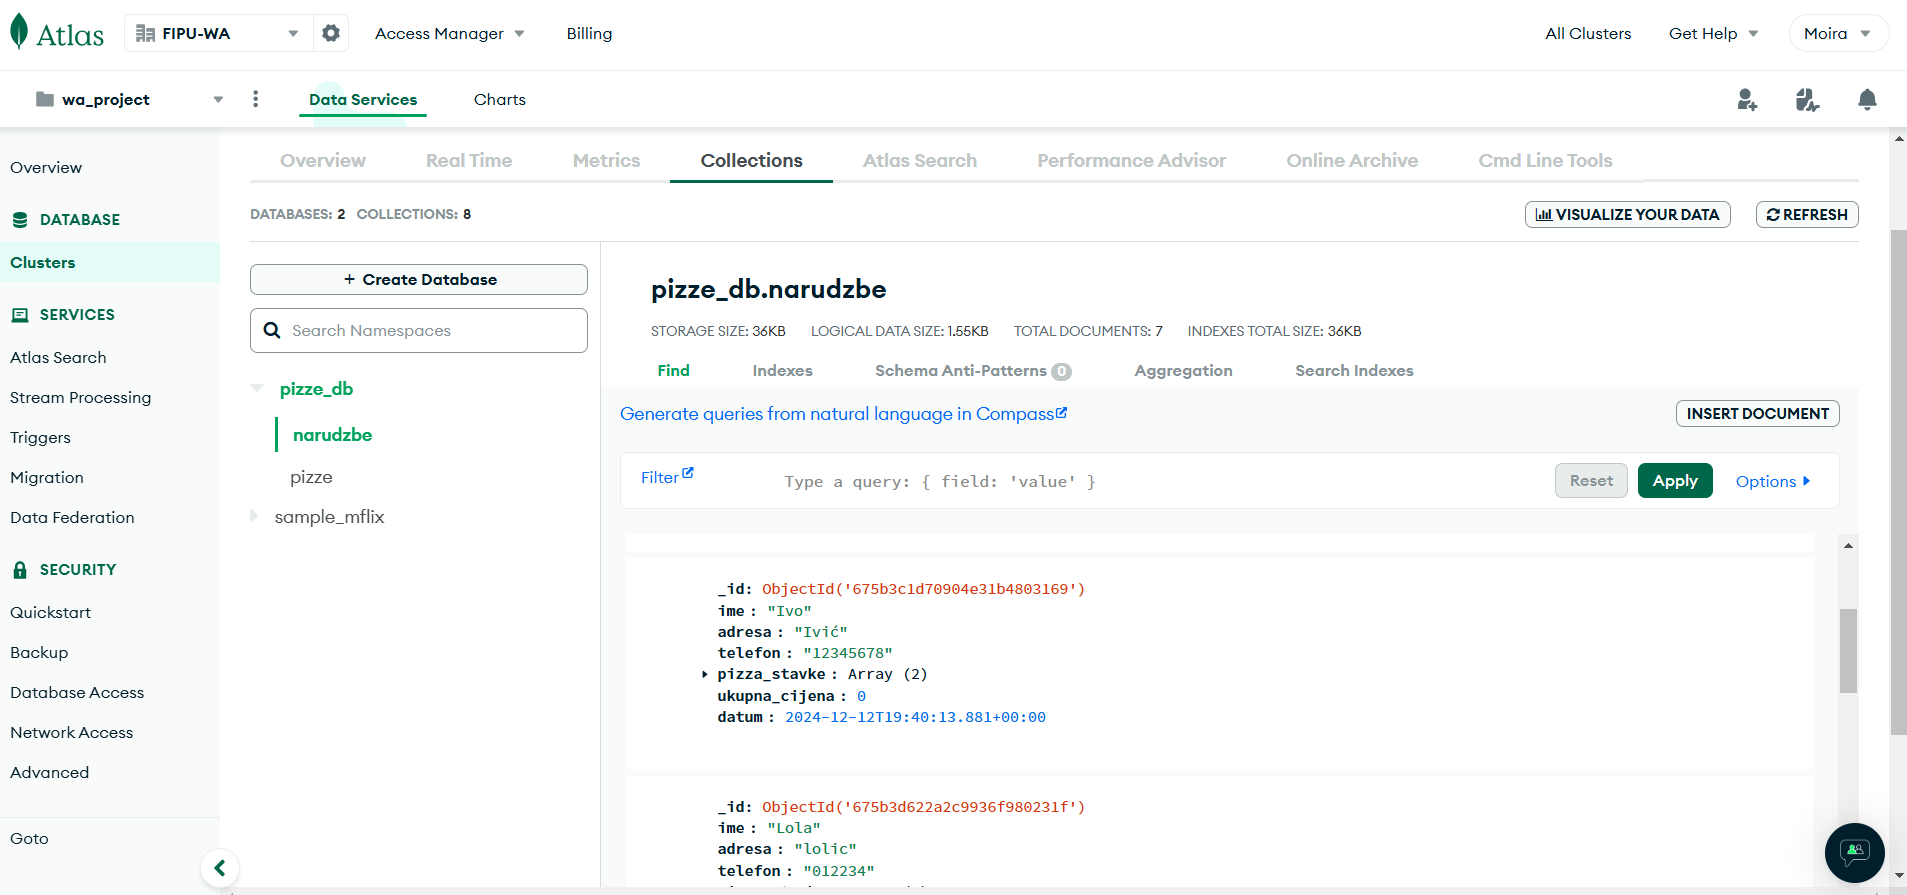 Atlas
FIPU-WA
Access Manager
Billing
All Clusters
Get Help
Moira
wa_project
Data Services
Charts
Overview
DATABASE
Clusters
SERVICES
Atlas Search
Stream Processing
Triggers
Migration
Data Federation
SECURITY
Quickstart
Backup
Database Access
Network Access
Advanced
Goto
Overview
Real Time
Metrics
Collections
Atlas Search
Performance Advisor
Online Archive
Cmd Line Tools
DATABASES: 2 COLLECTIONS: 8
VISUALIZE YOUR DATA
REFRESH
+ Create Database
Search Namespaces
pizze_db
narudzbe
pizze
sample_mflix
pizze_db.narudzbe
STORAGE SIZE: 36KB LOGICAL DATA SIZE: 1.55KB TOTAL DOCUMENTS: 7 INDEXES TOTAL SIZE: 36KB
Find
Indexes
Schema Anti-Patterns 0
Aggregation
Search Indexes
Generate queries from natural language in Compass
INSERT DOCUMENT
Filter
Type a query: { field: 'value' }
Reset
Apply
Options
_id: ObjectId('675b3c1d70904e31b4803169')
ime : "Ivo"
adresa : "Ivić"
telefon : "12345678"
pizza_stavke : Array (2)
ukupna_cijena : 0
datum : 2024-12-12T19:40:13.881+00:00
_id: ObjectId('675b3d622a2c9936f980231f')
ime : "Lola"
adresa : "lolic"
telefon : "012234"